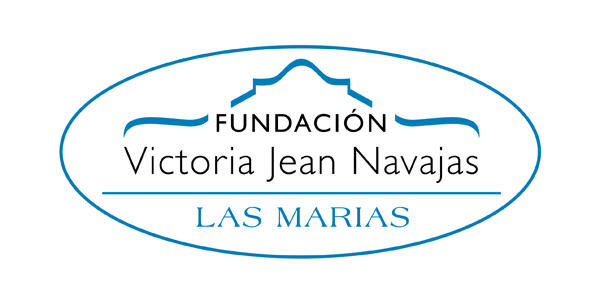 FUNDACIÓN
Victoria Jean Navajas
LAS MARIAS